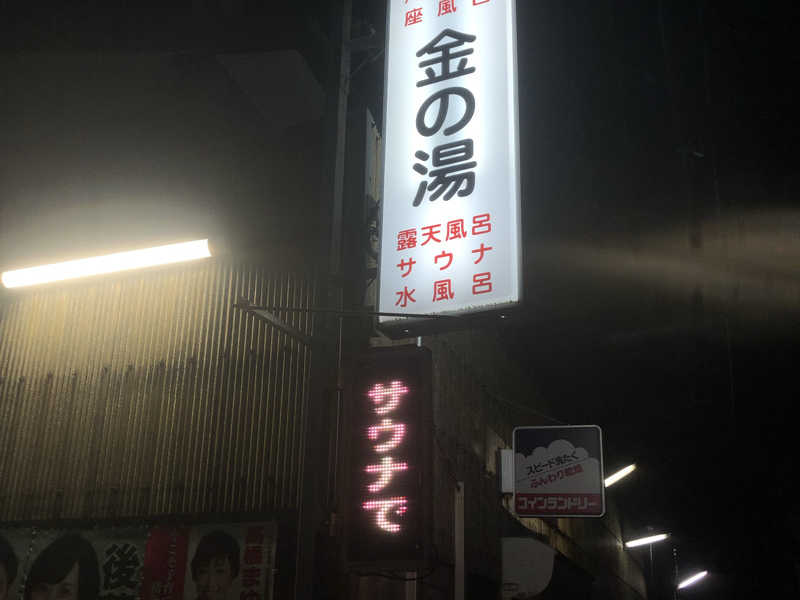 座風呂
金の湯
露天風呂
サウナ
水風呂
サウナで
スピード洗たく
ふんわり乾燥
コインランドリー
後